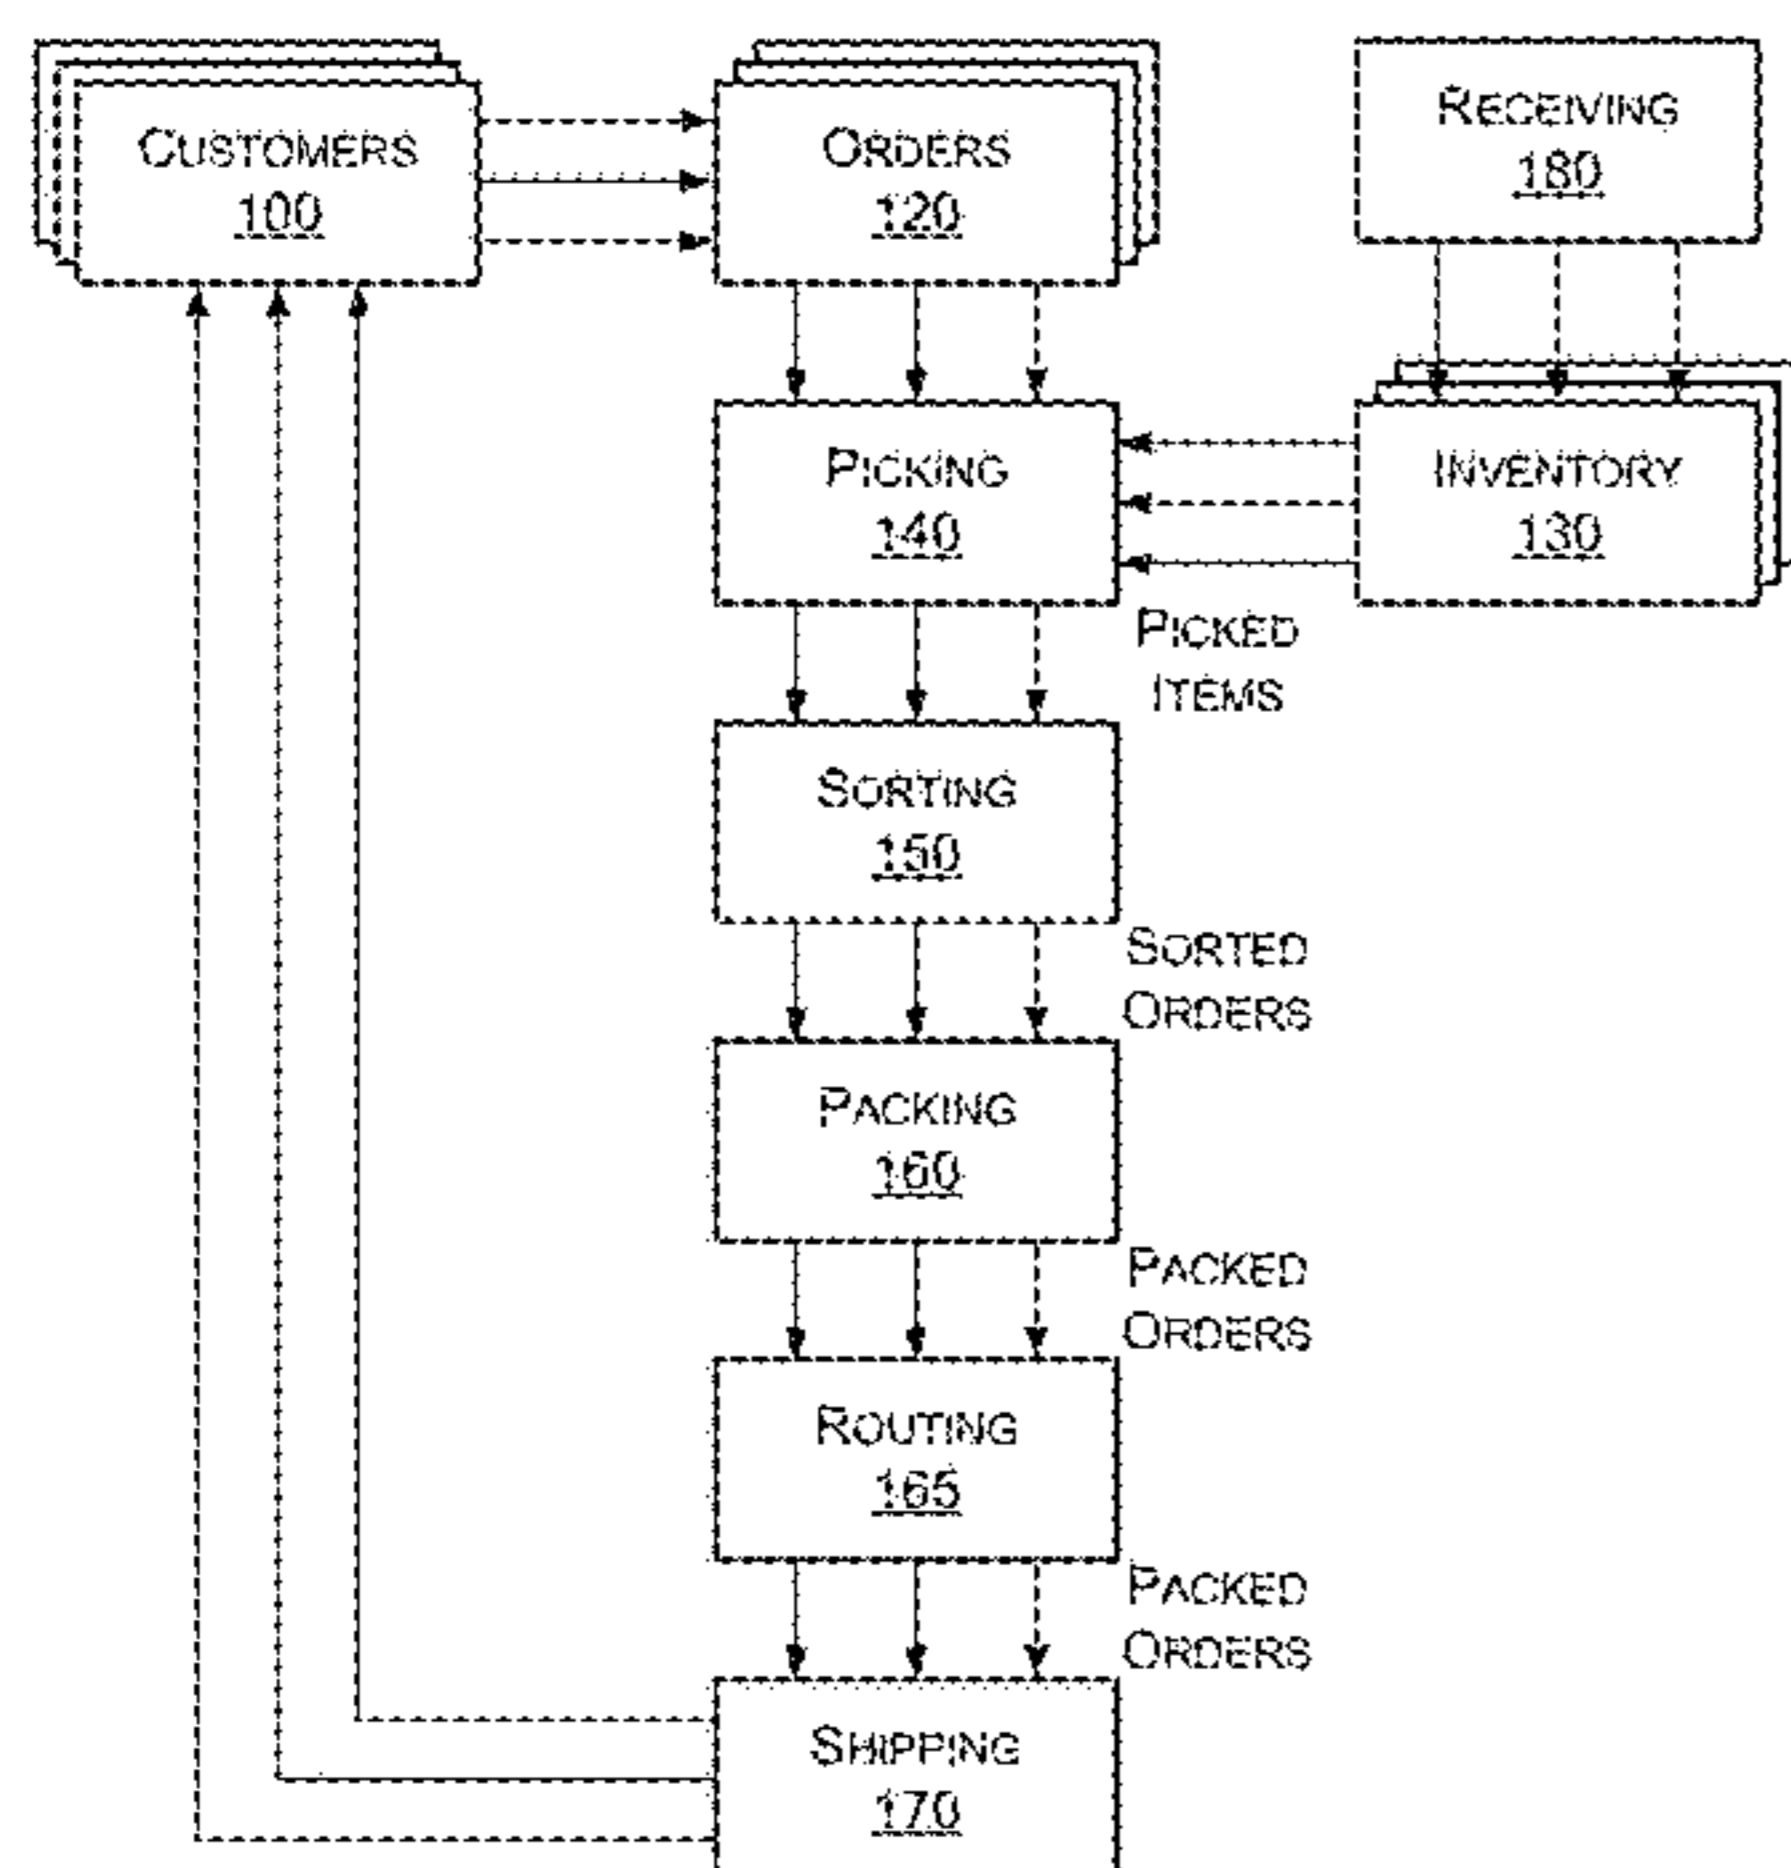 CUSTOMERS
100
ORDERS
120
RECEIVING
180
PICKING
140
INVENTORY
130
PICKED
ITEMS
SORTING
150
SORTED
ORDERS
PACKING
160
PACKED
ORDERS
ROUTING
165
PACKED
ORDERS
SHIPPING
170